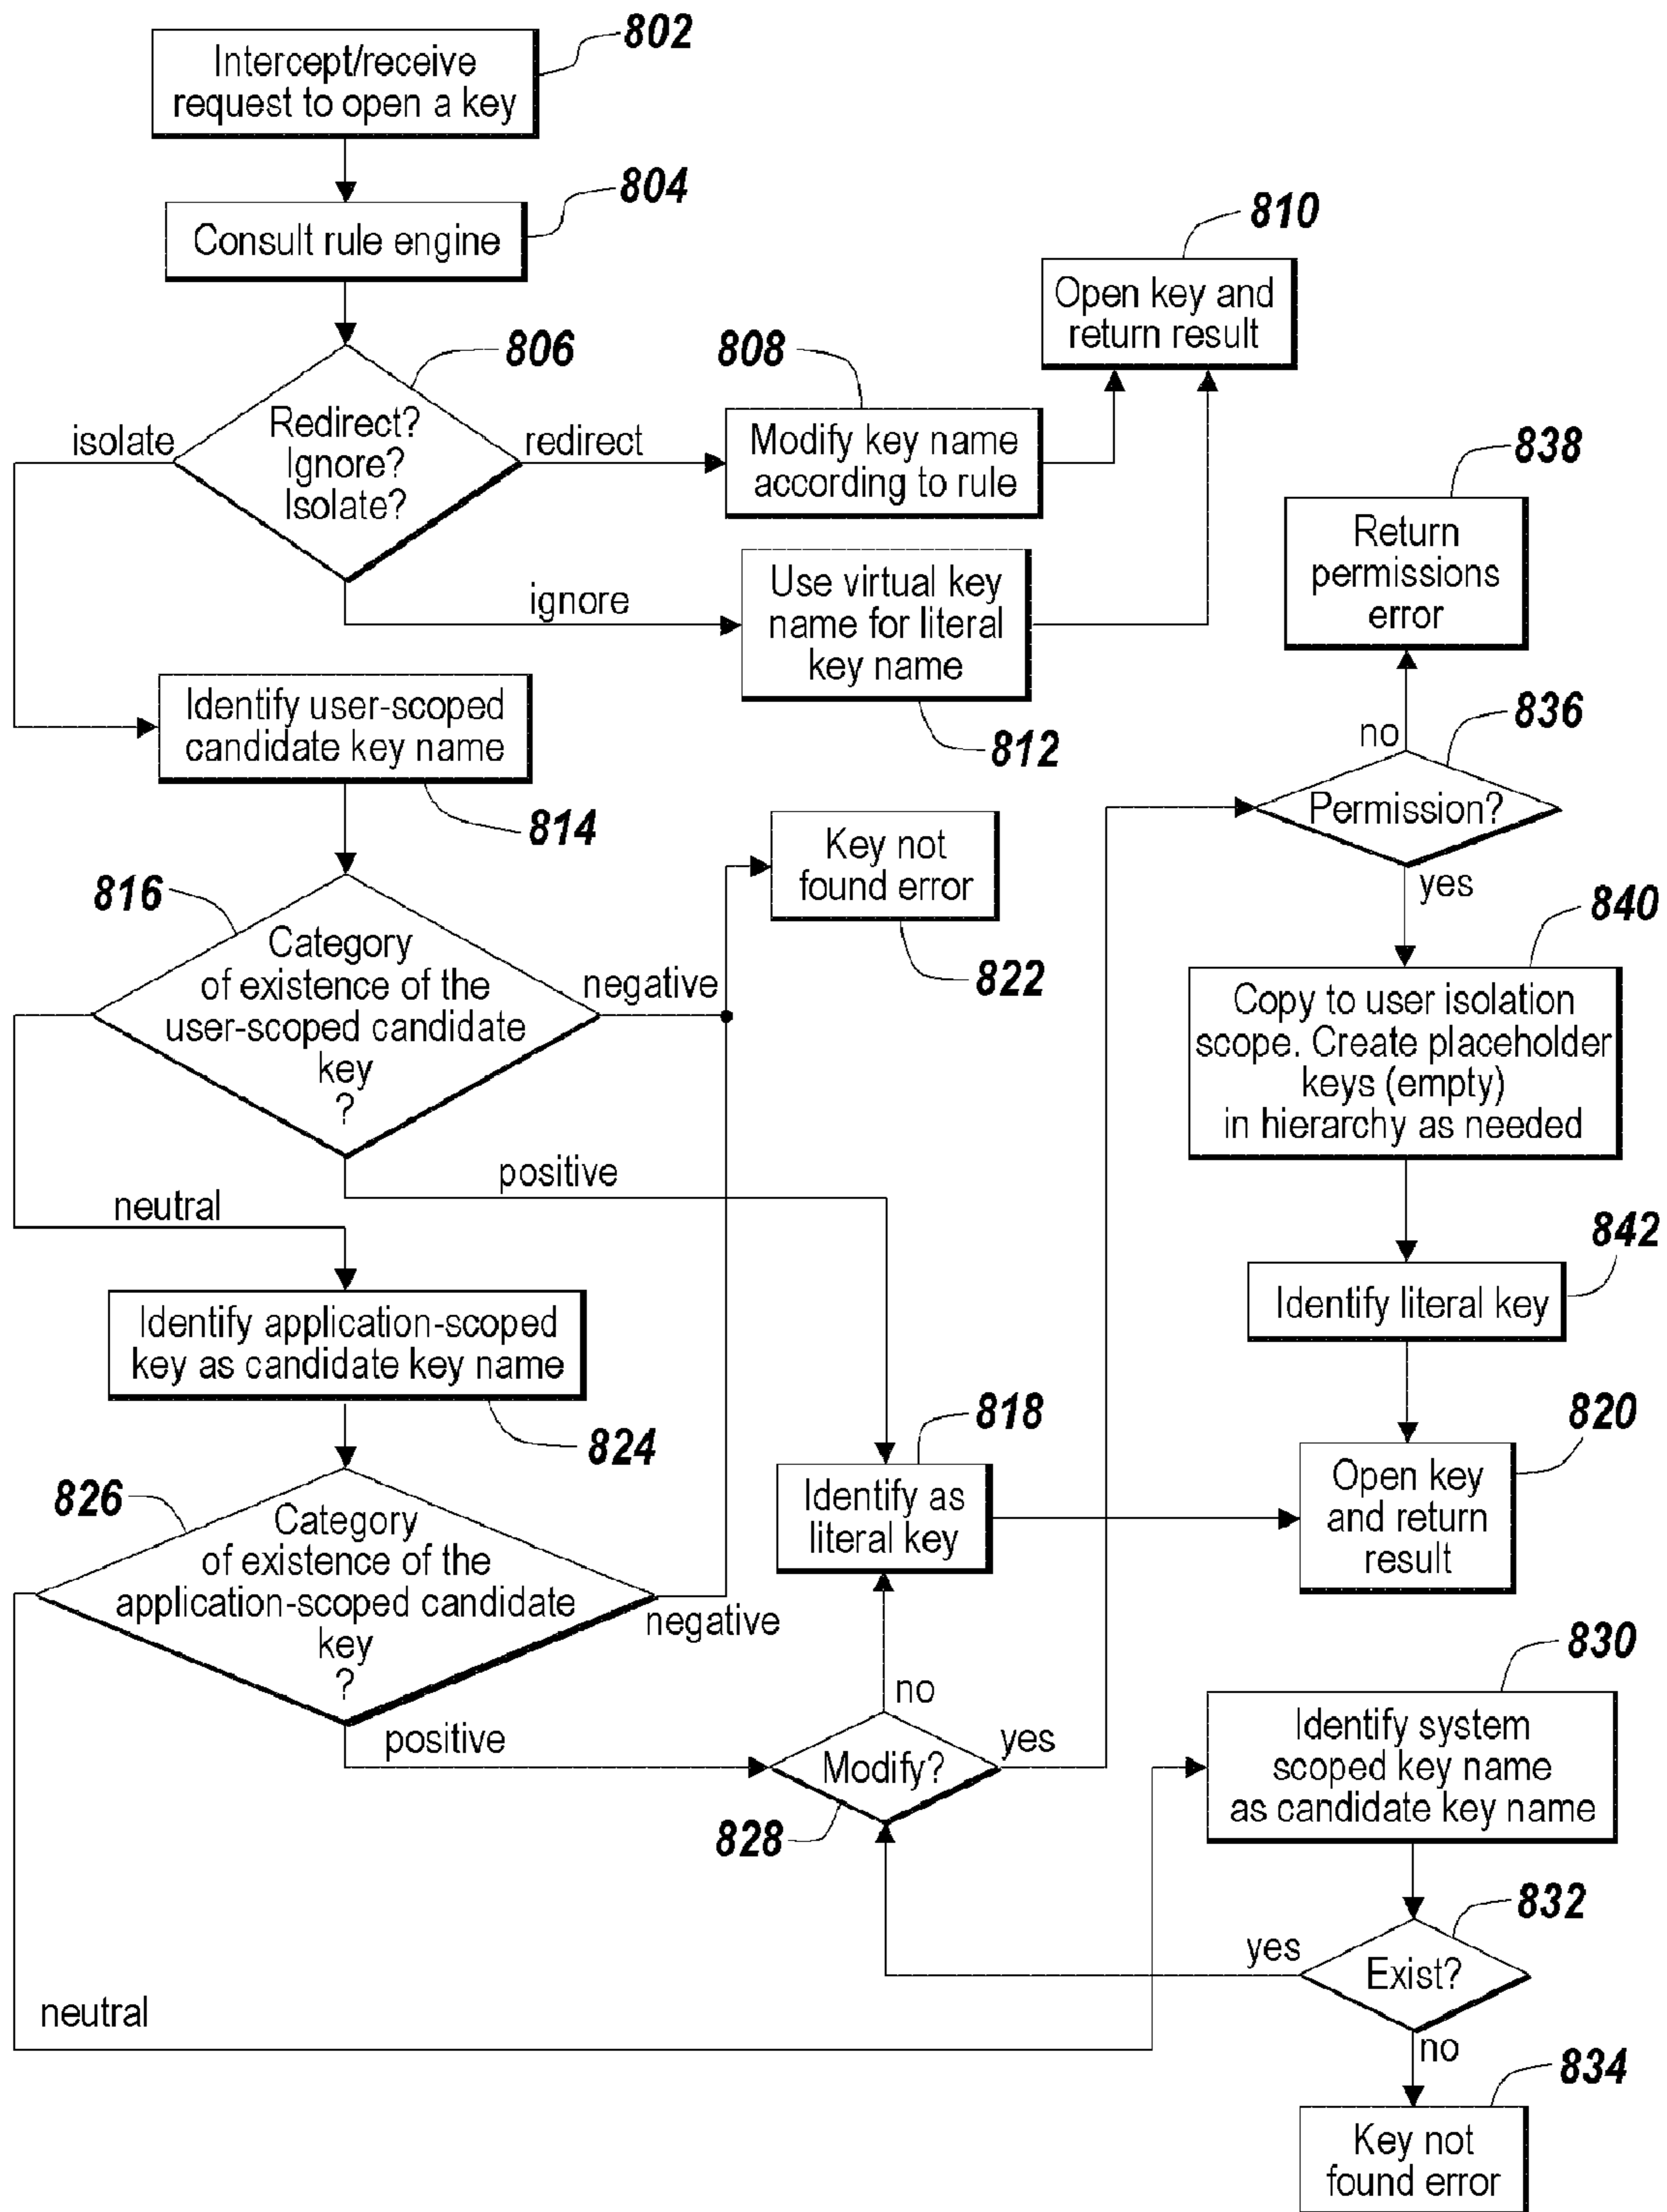 802
Intercept/receive
request to open a key
804
Consult rule engine
810
Open key and
return result
806
808
Redirect?
Ignore?
Isolate?
isolate
redirect
Modify key name
according to rule
838
Return
permissions
error
ignore
Use virtual key
name for literal
key name
812
Identify user-scoped
candidate key name
814
836
no
Permission?
yes
Key not
found error
822
816
Category
of existence of the
user-scoped candidate
key
?
negative
positive
neutral
840
Copy to user isolation
scope. Create placeholder
keys (empty)
in hierarchy as needed
842
Identify literal key
Identify application-scoped
key as candidate key name
824
818
Identify as
literal key
820
Open key
and return
result
826
Category
of existence of the
application-scoped candidate
key
?
negative
positive
no
Modify?
yes
828
830
Identify system
scoped key name
as candidate key name
832
yes
Exist?
neutral
no
834
Key not
found error